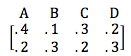 A B C D
[.4 .1 .3 .2]
[.2 .3 .2 .3]